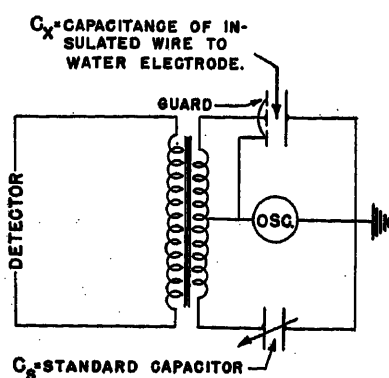 Cx=CAPACITANCE OF IN-
SULATED WIRE TO
WATER ELECTRODE.
GUARD
DETECTOR
OSC.
Cs=STANDARD CAPACITOR